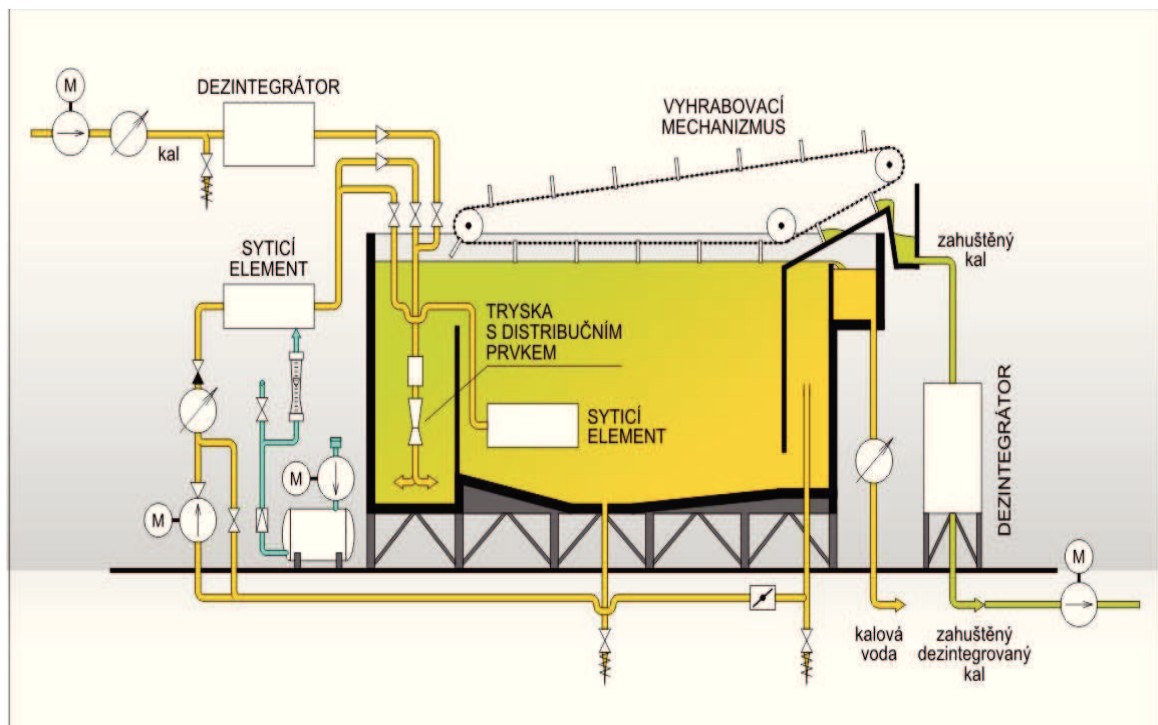 M
DEZINTEGRÁTOR
kal
VYHRABOVACÍ
MECHANIZMUS
SYTICÍ
ELEMENT
zahuštěný
kal
TRYSKA
S DISTRIBUČNÍM
PRVKEM
SYTICÍ
ELEMENT
DEZINTEGRÁTOR
M
M
M
kalová
voda
zahuštěný
dezintegrovaný
kal